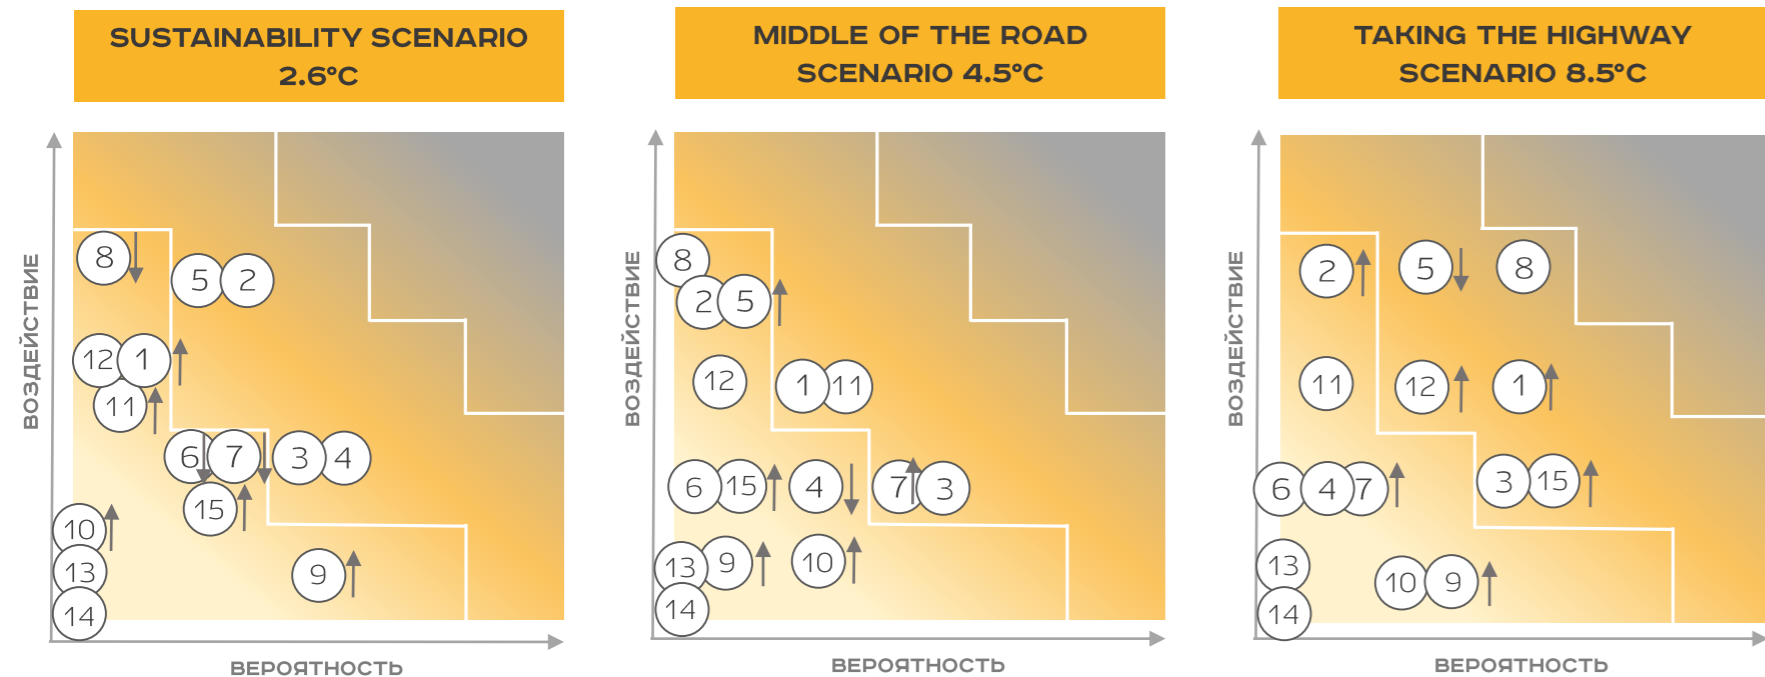 SUSTAINABILITY SCENARIO
2.6°C
ВОЗДЕЙСТВИЕ
8
5 2
12 1
11
6 7 3 4
15
10
13
9
14
ВЕРОЯТНОСТЬ
MIDDLE OF THE ROAD
SCENARIO 4.5°C
ВОЗДЕЙСТВИЕ
8
2 5
12 1 11
6 15 4 7 3
13 9 10
14
ВЕРОЯТНОСТЬ
TAKING THE HIGHWAY
SCENARIO 8.5°C
ВОЗДЕЙСТВИЕ
2 5 8
11 12 1
6 4 7 3 15
13
10 9
14
ВЕРОЯТНОСТЬ